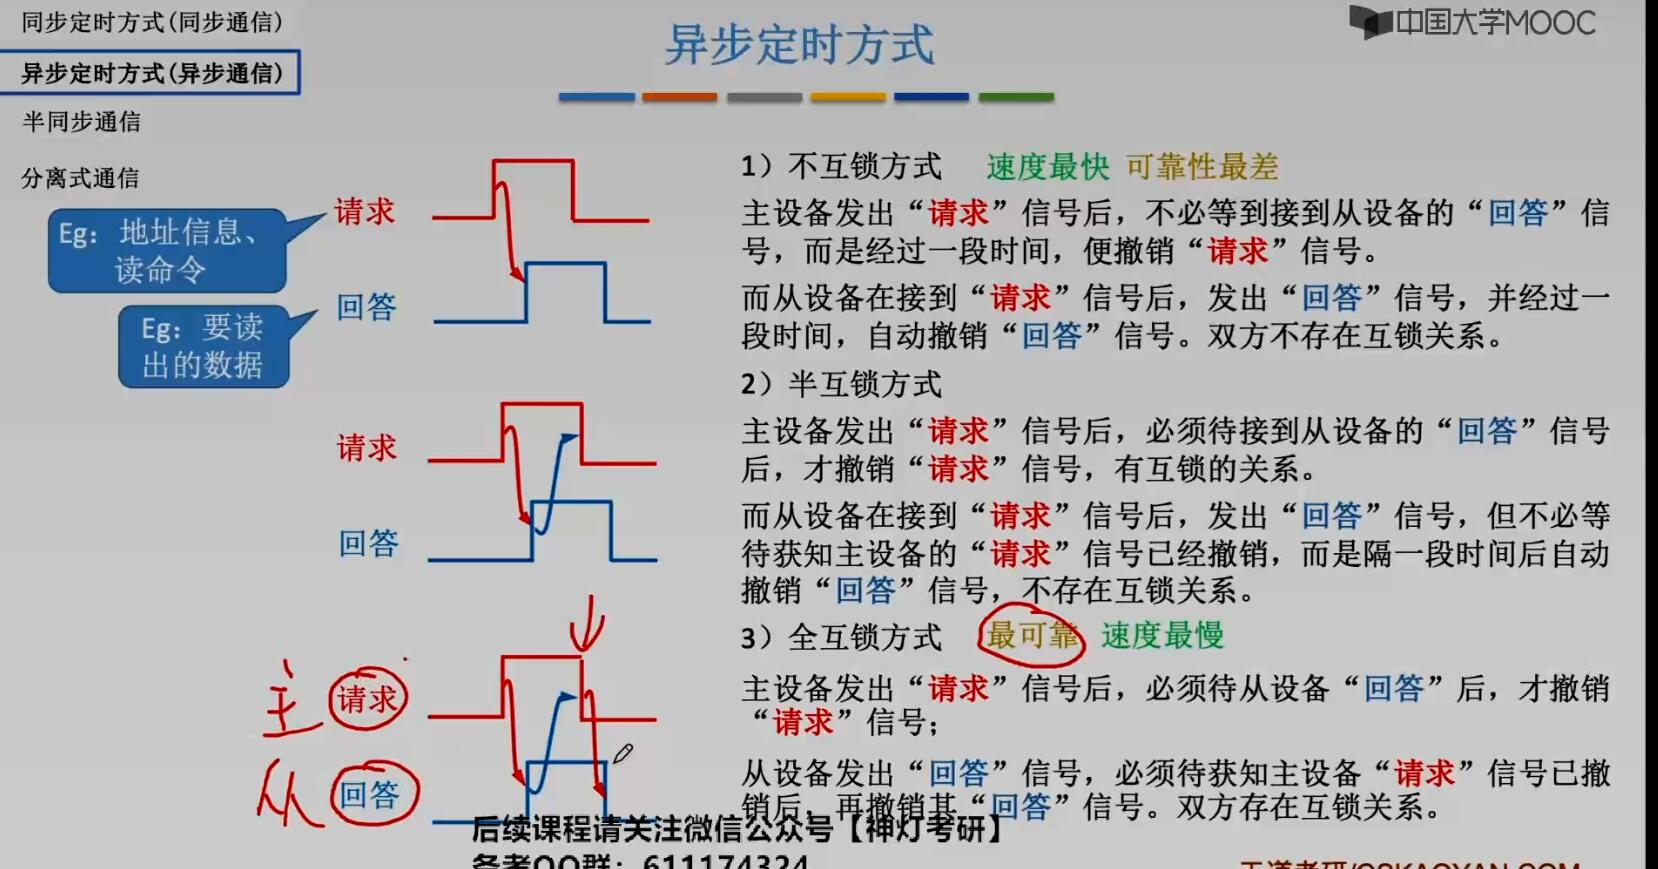 同步定时方式(同步通信)
异步定时方式(异步通信)
半同步通信
分离式通信
中国大学MOOC
异步定时方式
Eg：地址信息、
读命令
Eg：要读
出的数据
请求
回答
请求
回答
主 请求
从 回答
1）不互锁方式 速度最快 可靠性最差
主设备发出“请求”信号后，不必等到接到从设备的“回答”信
号，而是经过一段时间，便撤销“请求”信号。
而从设备在接到“请求”信号后，发出“回答”信号，并经过一
段时间，自动撤销“回答”信号。双方不存在互锁关系。
2）半互锁方式
主设备发出“请求”信号后，必须待接到从设备的“回答”信号
后，才撤销“请求”信号，有互锁的关系。
而从设备在接到“请求”信号后，发出“回答”信号，但不必等
待获知主设备的“请求”信号已经撤销，而是隔一段时间后自动
撤销“回答”信号，不存在互锁关系。
3）全互锁方式 最可靠 速度最慢
主设备发出“请求”信号后，必须待从设备“回答”后，才撤销
“请求”信号；
从设备发出“回答”信号，必须待获知主设备“请求”信号已撤
销后，再撤销其“回答”信号。双方存在互锁关系。
后续课程请关注微信公众号【神灯考研】
备考QQ群：611174324
王道考研/CSKAOYAN.COM